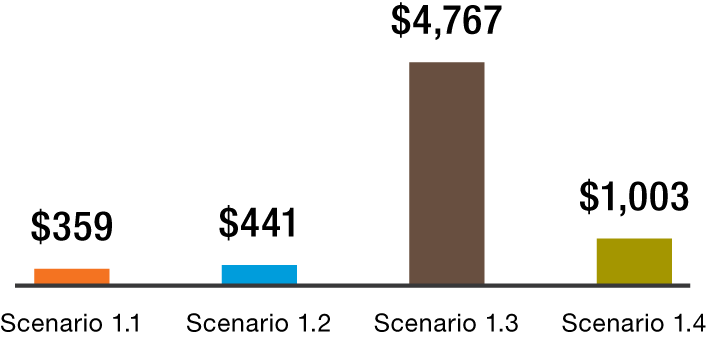 $4,767
$1,003
$359
$441
Scenario 1.1
Scenario 1.2
Scenario 1.3
Scenario 1.4